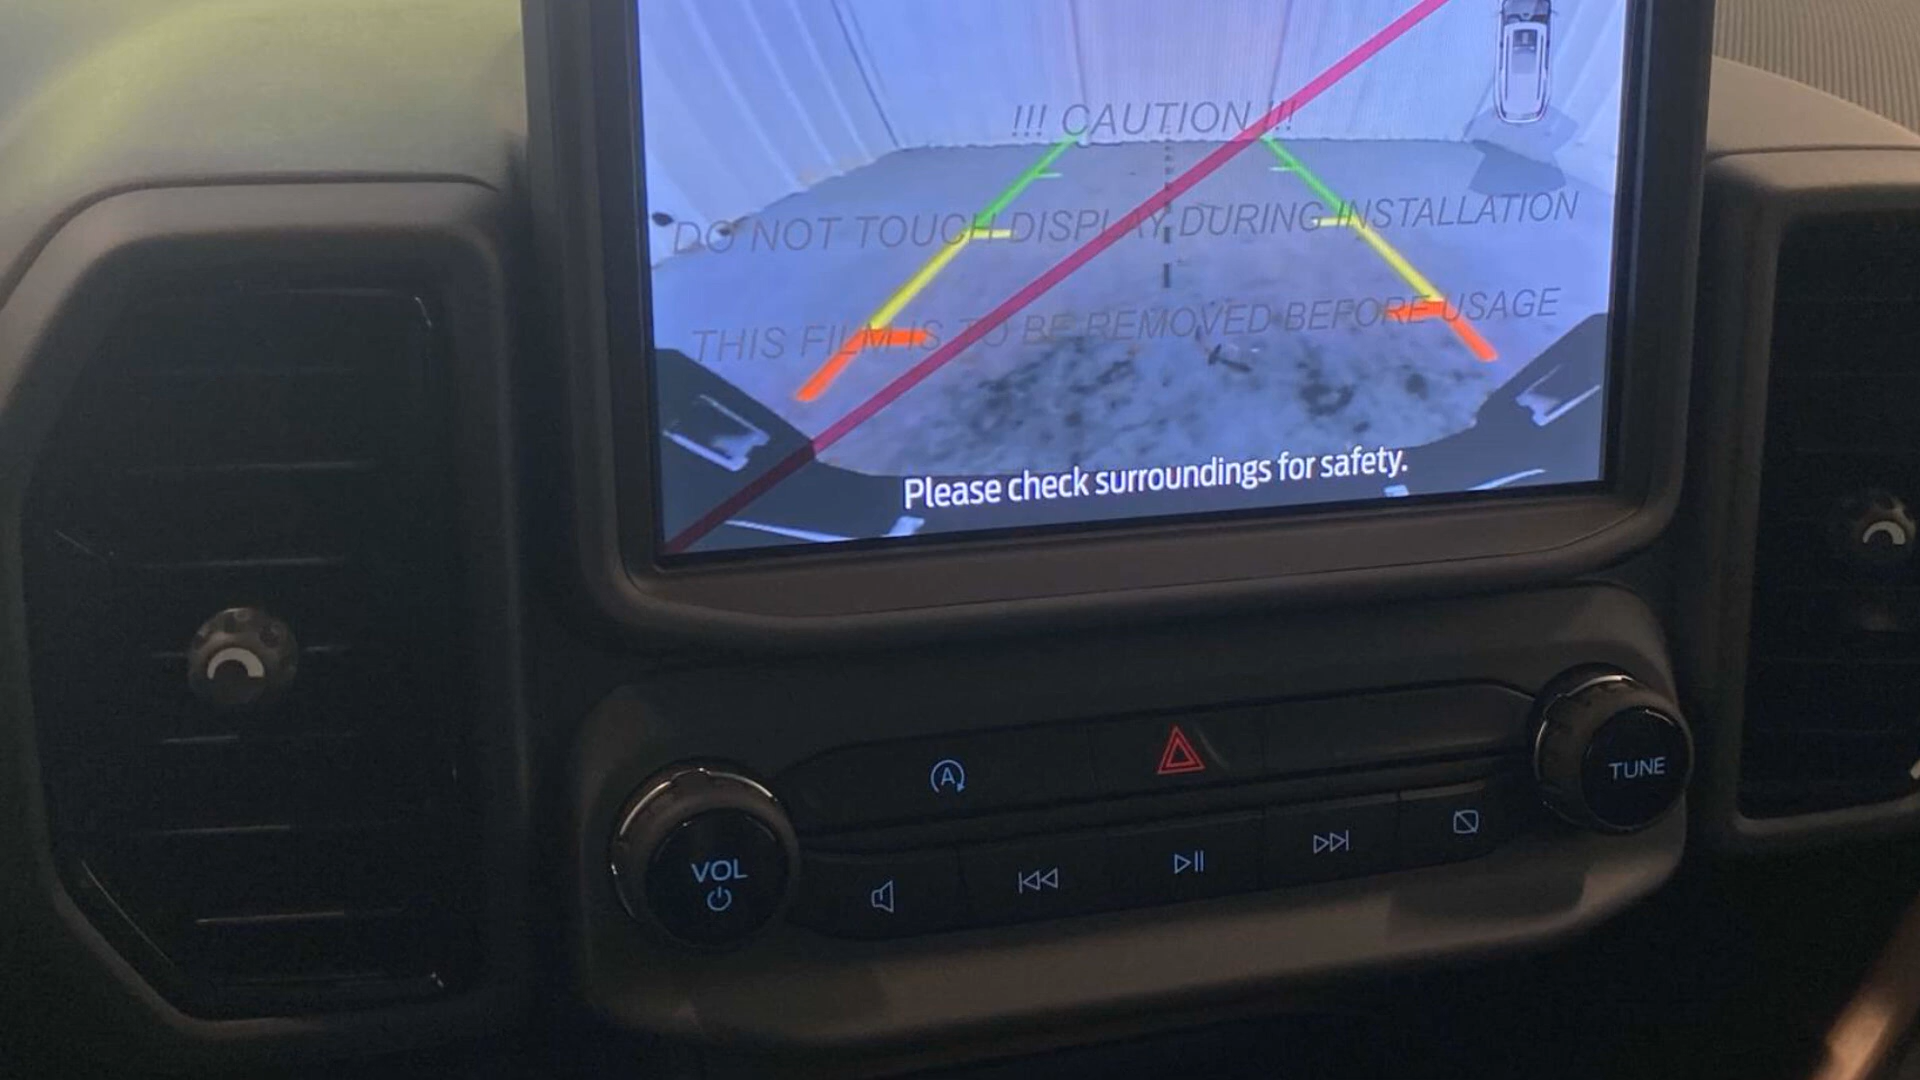 !!! CAUTION !!!
DO NOT TOUCH DISPLAY DURING INSTALLATION
THIS FILM IS TO BE REMOVED BEFORE USAGE
Please check surroundings for safety.
A
TUNE
VOL